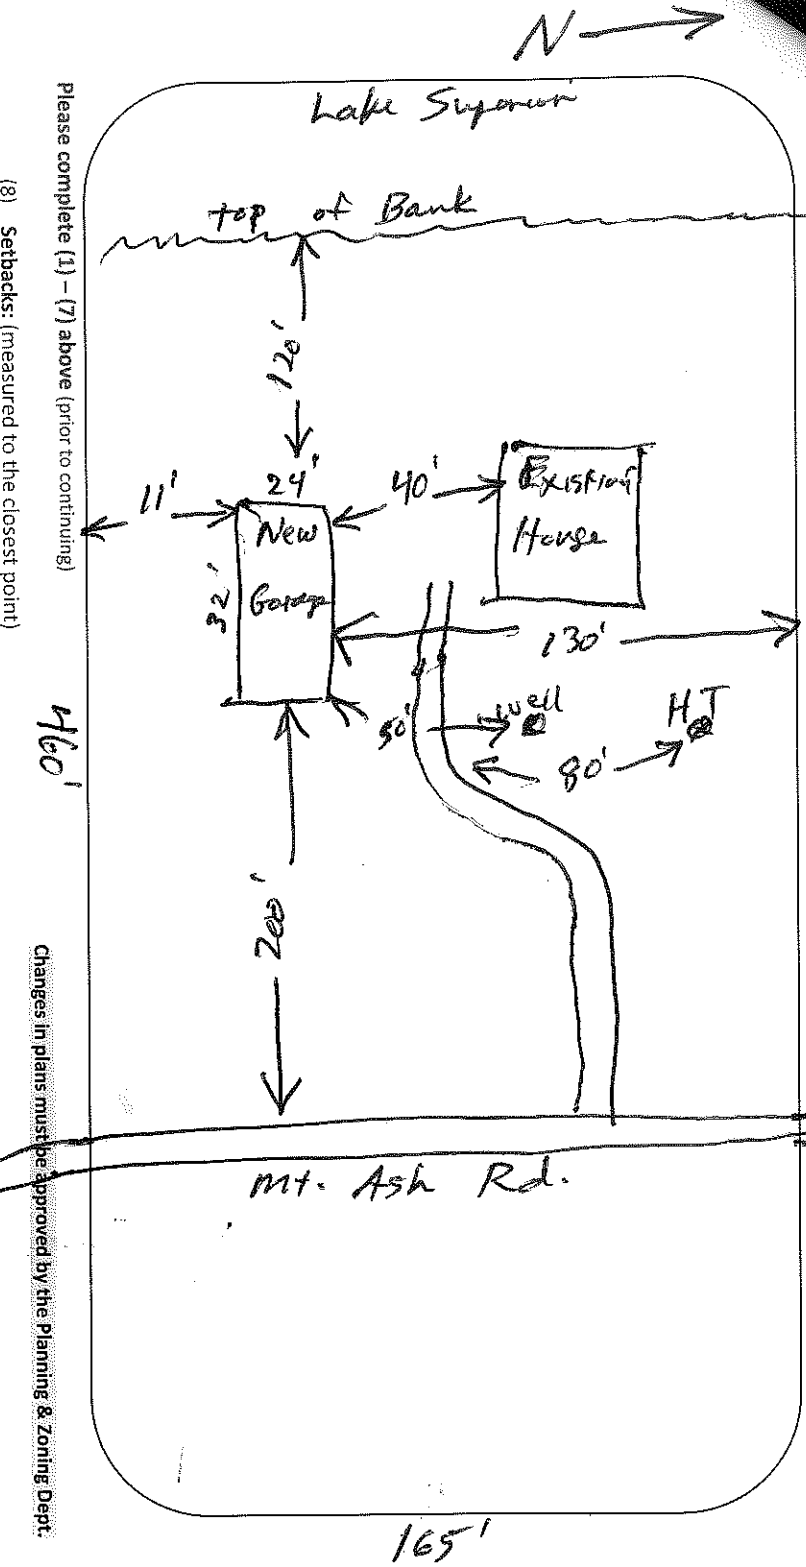 N
Lake Superior
top of Bank
120'
11'
24'
40'
Existing
House
New
Garage
32'
130'
50'
well
HT
80'
200'
460'
Mt. Ash Rd.
165'
Please complete (1) – (7) above (prior to continuing)
(8) Setbacks: (measured to the closest point)
Changes in plans must be approved by the Planning & Zoning Dept.